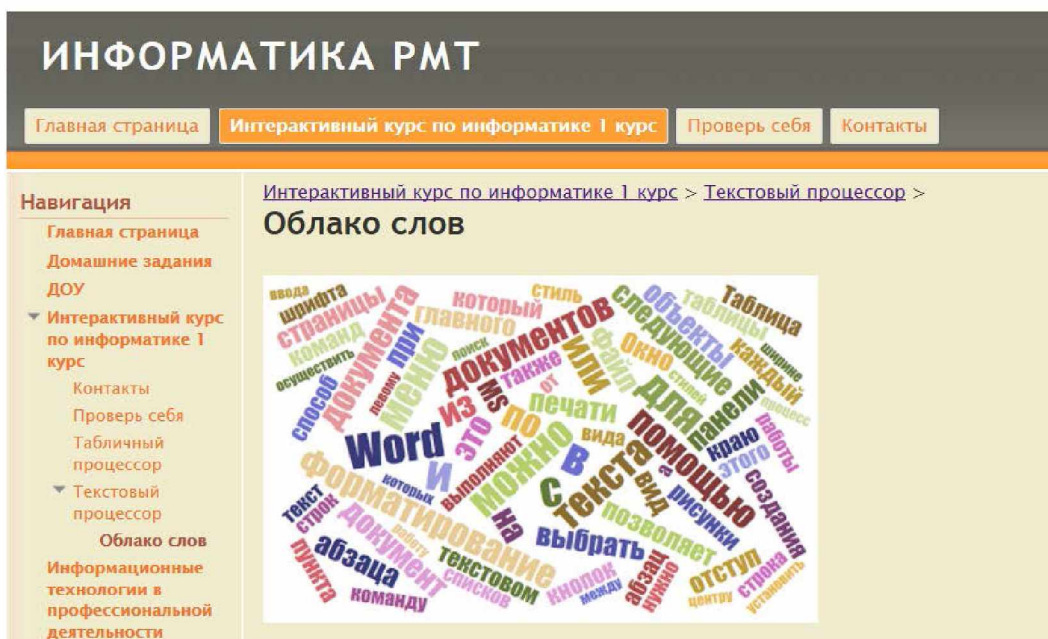 ИНФОРМАТИКА РМТ
Главная страница
Интерактивный курс по информатике 1 курс
Проверь себя
Контакты
Навигация
Главная страница
Домашние задания
ДОУ
Интерактивный курс
по информатике 1
курс
Контакты
Проверь себя
Табличный
процессор
Текстовый
процессор
Облако слов
Информационные
технологии в
профессиональной
деятельности
Интерактивный курс по информатике 1 курс > Текстовый процессор >
Облако слов
ввода
шрифта
страницы
команд
осуществить
способ
документа
левому
при
меню
главного
который
поиск
стиль
документов
также
MS
из
это
от
по
печати
или
файл
следующие
объекты
окно
стилей
для
таблицы
Таблица
каждый
ширине
процесс
панели
работы
краю
этого
Word
и
которых
выполняют
можно
в
вида
с
текста
помощью
а
вид
рисунки
создания
форматирование
текст
строк
документ
работу
на
выбрать
позволяет
абзаца
пункта
команду
текстовом
списков
кнопок
между
абзац
нужно
отступ
центру
строка
установить